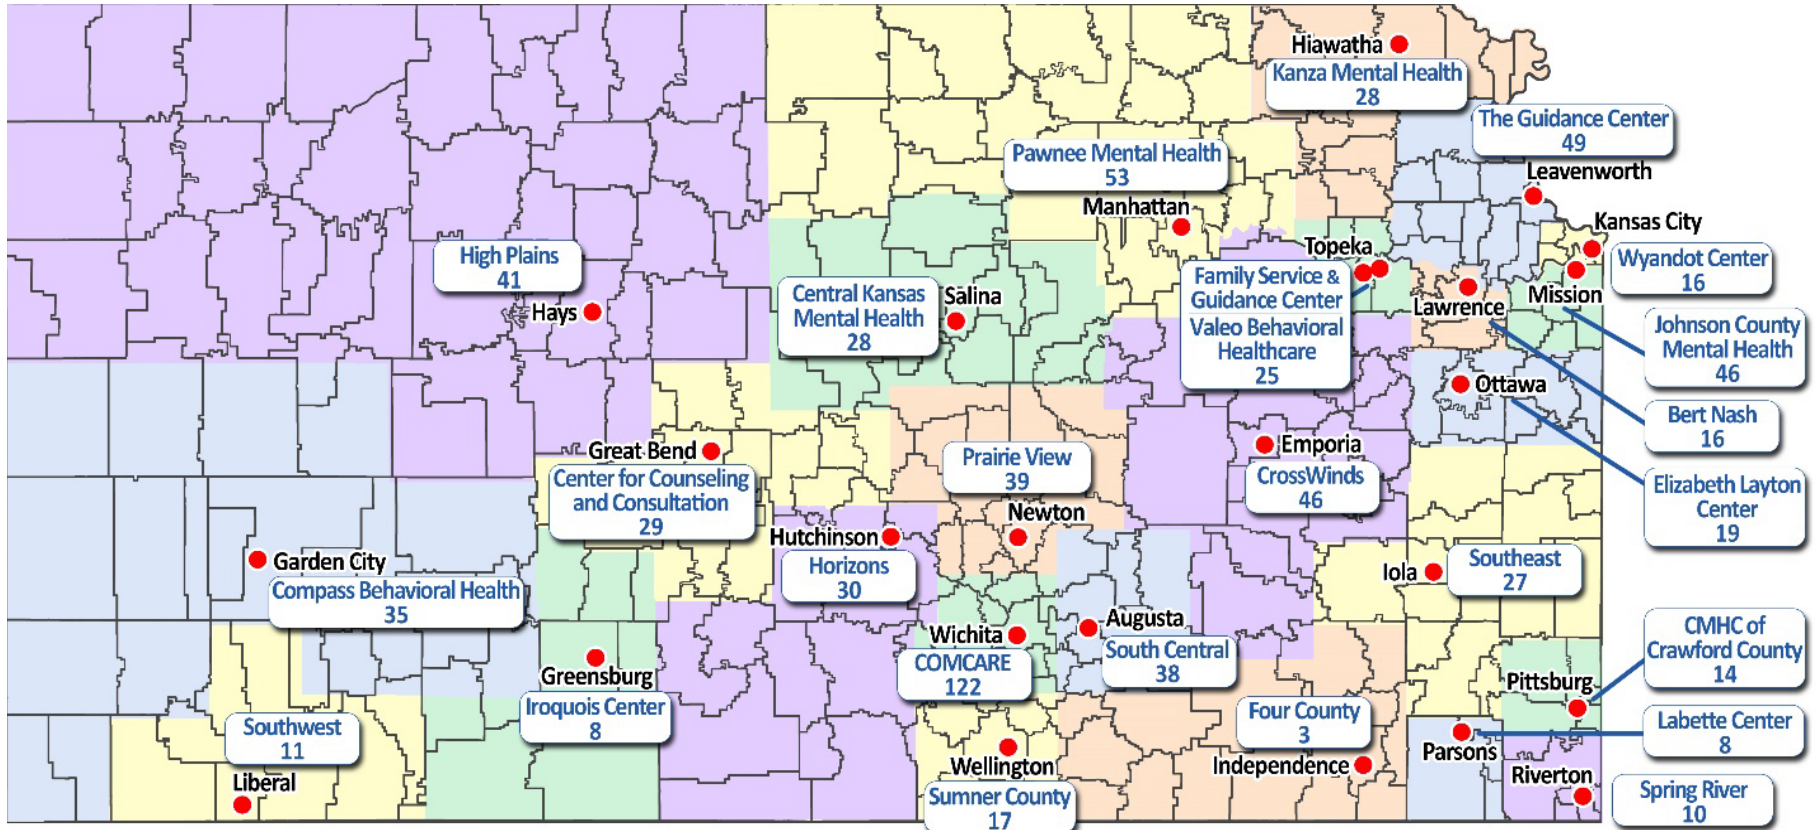 Hiawatha
Kanza Mental Health
28
The Guidance Center
49
Leavenworth
Pawnee Mental Health
53
Manhattan
Kansas City
Wyandot Center
16
High Plains
41
Hays
Central Kansas
Mental Health
28
Salina
Topeka
Family Service &
Guidance Center
Valeo Behavioral
Healthcare
25
Lawrence
Mission
Johnson County
Mental Health
46
Ottawa
Bert Nash
16
Great Bend
Center for Counseling
and Consultation
29
Prairie View
39
Newton
Emporia
CrossWinds
46
Elizabeth Layton
Center
19
Hutchinson
Horizons
30
Garden City
Compass Behavioral Health
35
Iola
Southeast
27
Wichita
COMCARE
122
Augusta
South Central
38
CMHC of
Crawford County
14
Pittsburg
Greensburg
Iroquois Center
8
Southwest
11
Liberal
Four County
3
Independence
Parsons
Labette Center
8
Wellington
Sumner County
17
Riverton
Spring River
10